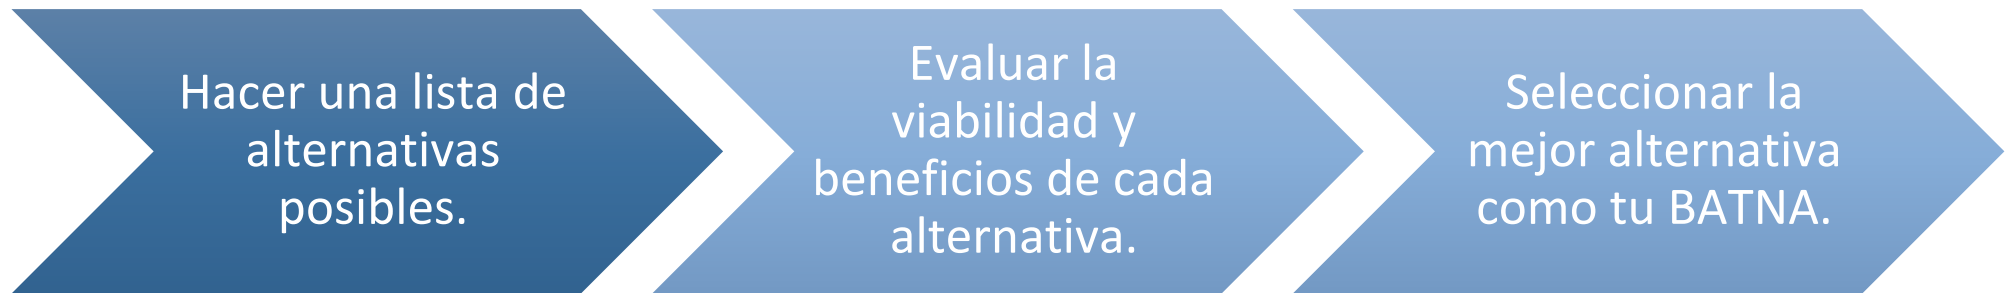 Hacer una lista de
alternativas
posibles.
Evaluar la
viabilidad y
beneficios de cada
alternativa.
Seleccionar la
mejor alternativa
como tu BATNA.